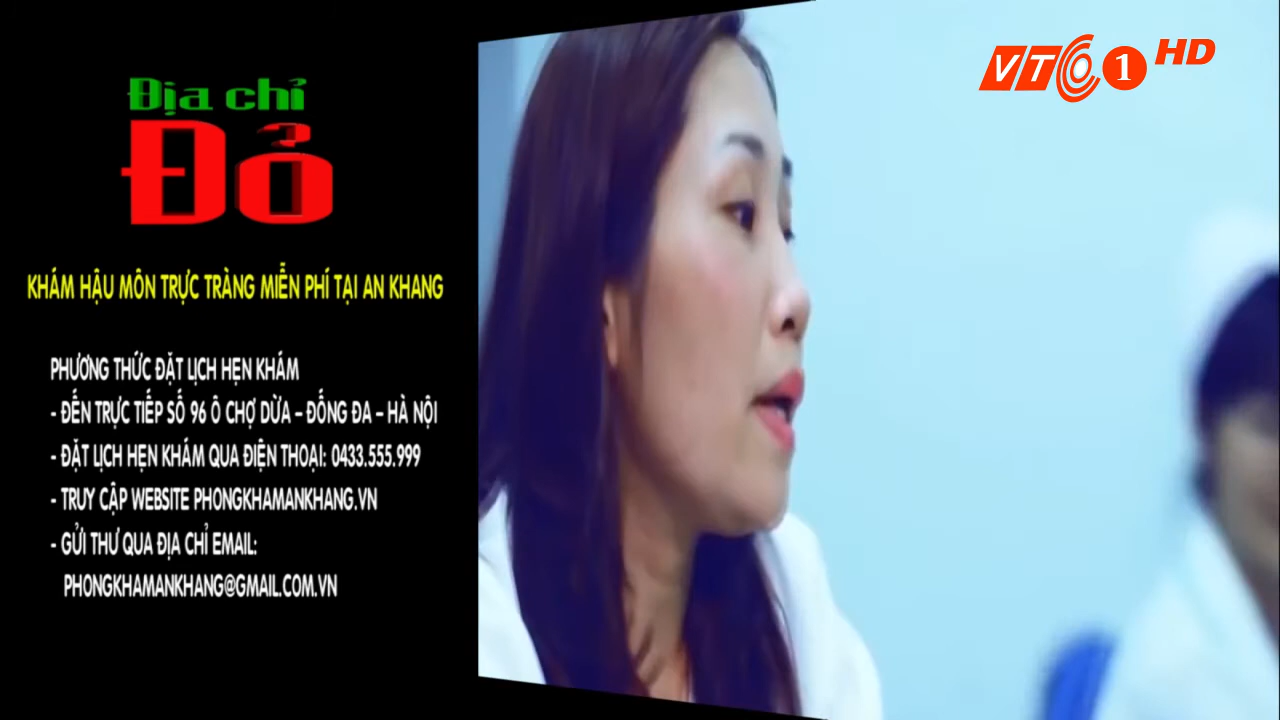 VTC 1 HD
Địa chỉ
Đỏ
KHÁM HẬU MÔN TRỰC TRÀNG MIỄN PHÍ TẠI AN KHANG
PHƯƠNG THỨC ĐẶT LỊCH HẸN KHÁM
- ĐẾN TRỰC TIẾP SỐ 96 Ô CHỢ DỪA – ĐỐNG ĐA – HÀ NỘI
- ĐẶT LỊCH HẸN KHÁM QUA ĐIỆN THOẠI: 0433.555.999
- TRUY CẬP WEBSITE PHONGKHAMANKHANG.VN
- GỬI THƯ QUA ĐỊA CHỈ EMAIL:
PHONGKHAMANKHANG@GMAIL.COM.VN